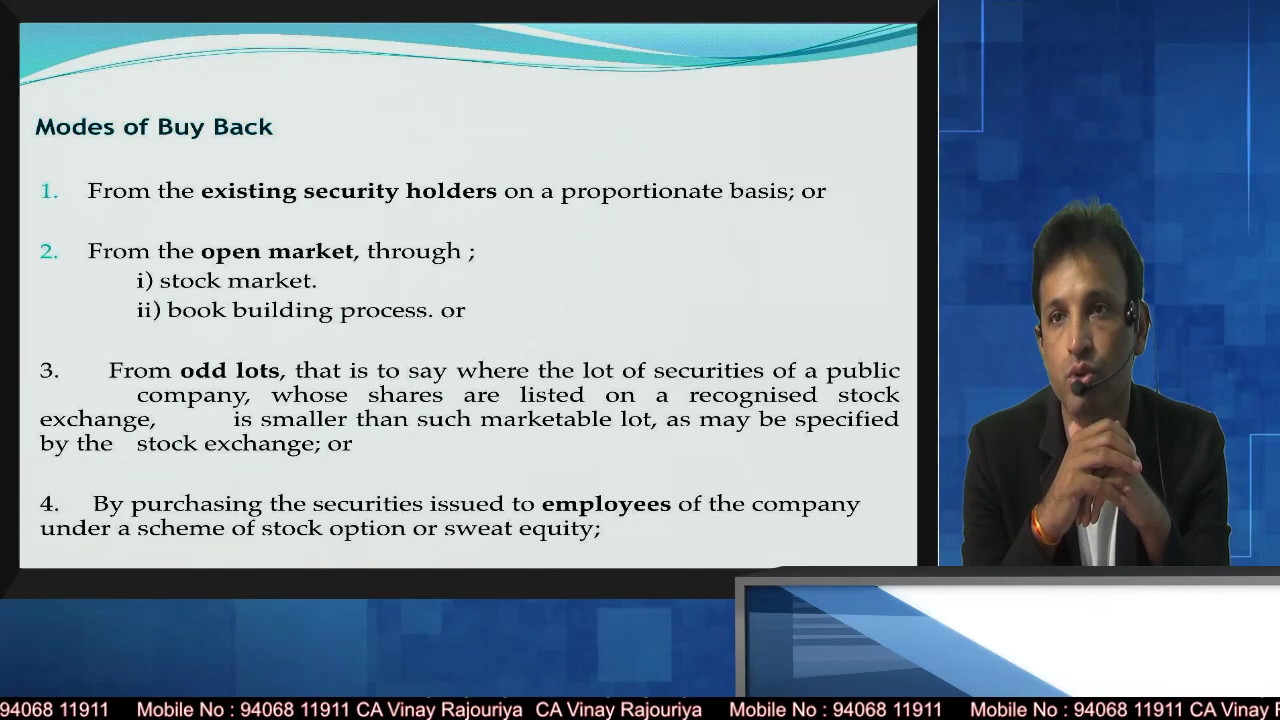 Modes of Buy Back
1. From the existing security holders on a proportionate basis; or
2. From the open market, through ;
i) stock market.
ii) book building process. or
3. From odd lots, that is to say where the lot of securities of a public
company, whose shares are listed on a recognised stock
exchange, is smaller than such marketable lot, as may be specified
by the stock exchange; or
4. By purchasing the securities issued to employees of the company
under a scheme of stock option or sweat equity;
94068 11911 Mobile No : 94068 11911 CA Vinay Rajouriya CA Vinay Rajouriya Mobile No : 94068 11911 Mobile No : 94068 11911 CA Vinay R